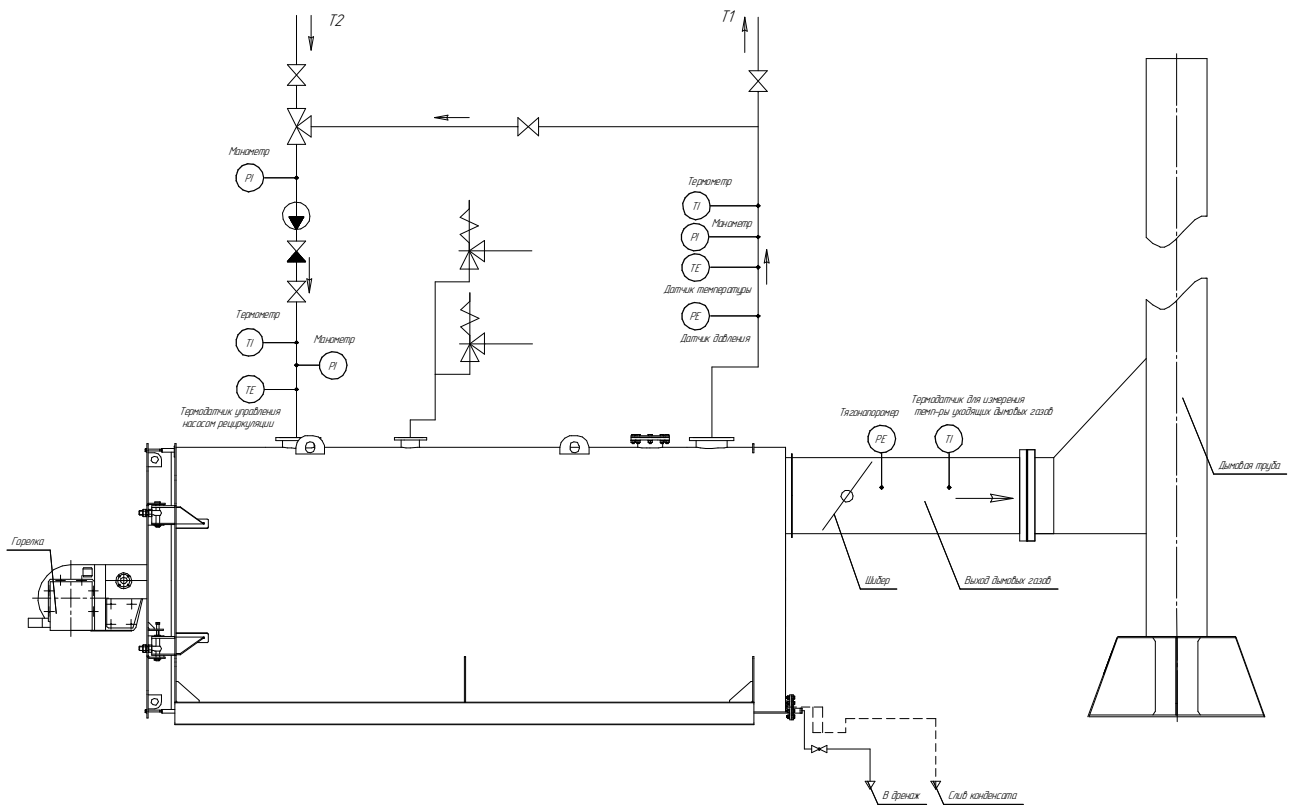 T2
T1
Манометр
PI
Термометр
TI
Манометр
PI
TE
Датчик температуры
PE
Датчик давления
Термометр
TI
Манометр
PI
TE
Термодатчик управления
насосом рециркуляции
Тягонапоромер
PE
Термодатчик для измерения
темп-ры уходящих дымовых газов
TI
Дымовая труба
Горелка
Шибер
Выход дымовых газов
В дренаж
Слив конденсата